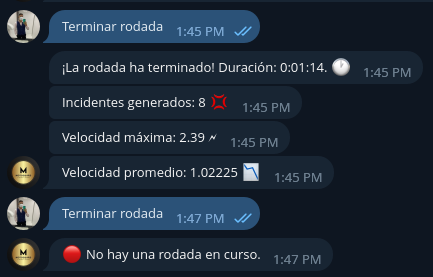 Terminar rodada 1:45 PM
¡La rodada ha terminado! Duración: 0:01:14. 🕐 1:45 PM
Incidentes generados: 8 💢 1:45 PM
Velocidad máxima: 2.39 🗲 1:45 PM
Velocidad promedio: 1.02225 📉 1:45 PM
Terminar rodada 1:47 PM
🔴 No hay una rodada en curso. 1:47 PM